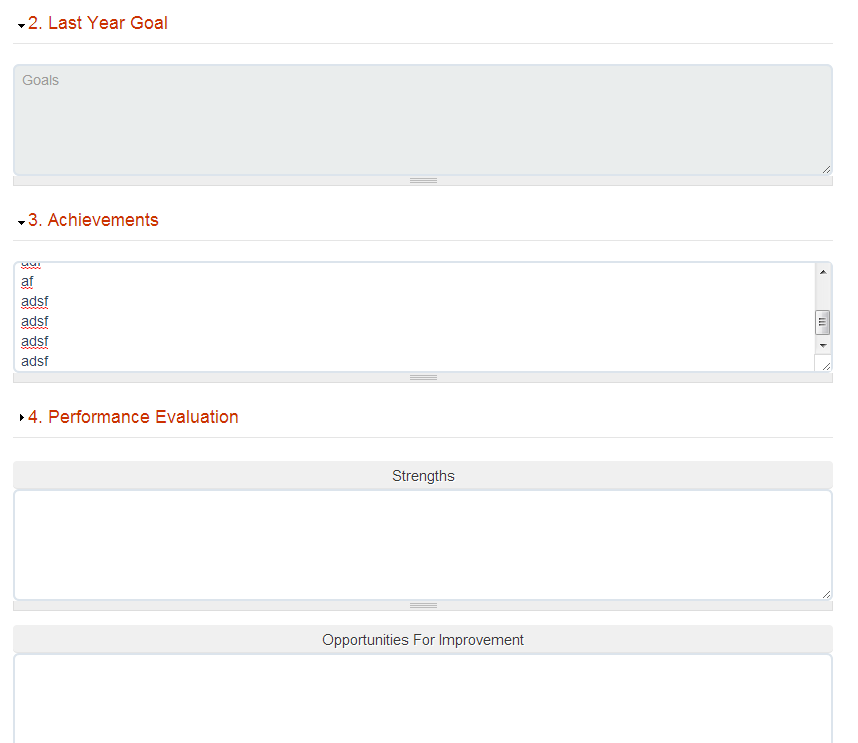 2. Last Year Goal
Goals
3. Achievements
af
adsf
adsf
adsf
adsf
4. Performance Evaluation
Strengths
Opportunities For Improvement